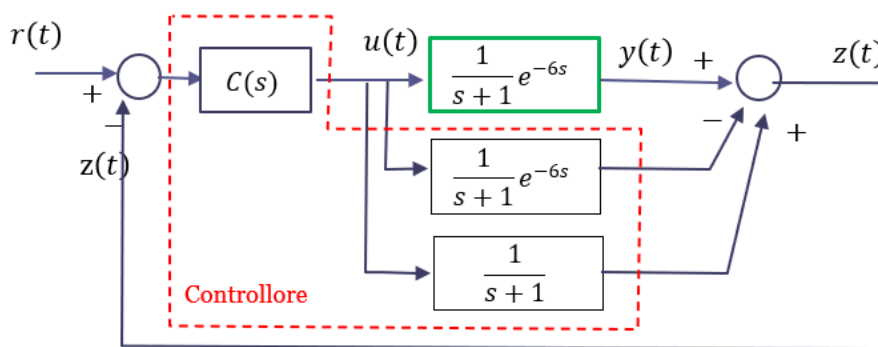 r(t)
+
−
z(t)
C(s)
u(t)
1/(s + 1) e^{−6s}
y(t)
+
−
+
z(t)
1/(s + 1) e^{−6s}
1/(s + 1)
Controllore